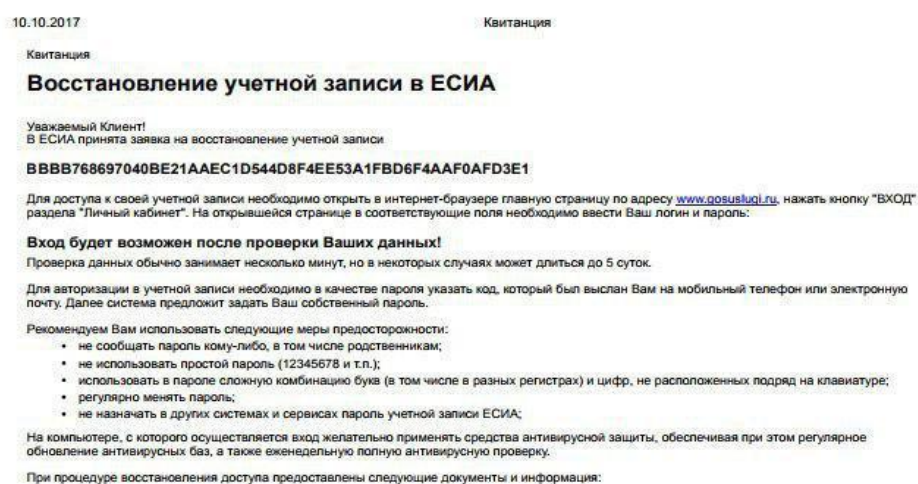 10.10.2017 Квитанция
Квитанция
Восстановление учетной записи в ЕСИА
Уважаемый Клиент!
В ЕСИА принята заявка на восстановление учетной записи
BBBB768697040BE21AAEC1D544D8F4EE53A1FBD6F4AAF0AFD3E1
Для доступа к своей учетной записи необходимо открыть в интернет-браузере главную страницу по адресу www.gosuslugi.ru, нажать кнопку "ВХОД"
раздела "Личный кабинет". На открывшейся странице в соответствующие поля необходимо ввести Ваш логин и пароль:
Вход будет возможен после проверки Ваших данных!
Проверка данных обычно занимает несколько минут, но в некоторых случаях может длиться до 5 суток.
Для авторизации в учетной записи необходимо в качестве пароля указать код, который был выслан Вам на мобильный телефон или электронную
почту. Далее система предложит задать Ваш собственный пароль.
Рекомендуем Вам использовать следующие меры предосторожности:
• не сообщать пароль кому-либо, в том числе родственникам;
• не использовать простой пароль (12345678 и т.п.);
• использовать в пароле сложную комбинацию букв (в том числе в разных регистрах) и цифр, не расположенных подряд на клавиатуре;
• регулярно менять пароль;
• не назначать в других системах и сервисах пароль учетной записи ЕСИА;
На компьютере, с которого осуществляется вход желательно применять средства антивирусной защиты, обеспечивая при этом регулярное
обновление антивирусных баз, а также еженедельную полную антивирусную проверку.
При процедуре восстановления доступа предоставлены следующие документы и информация: